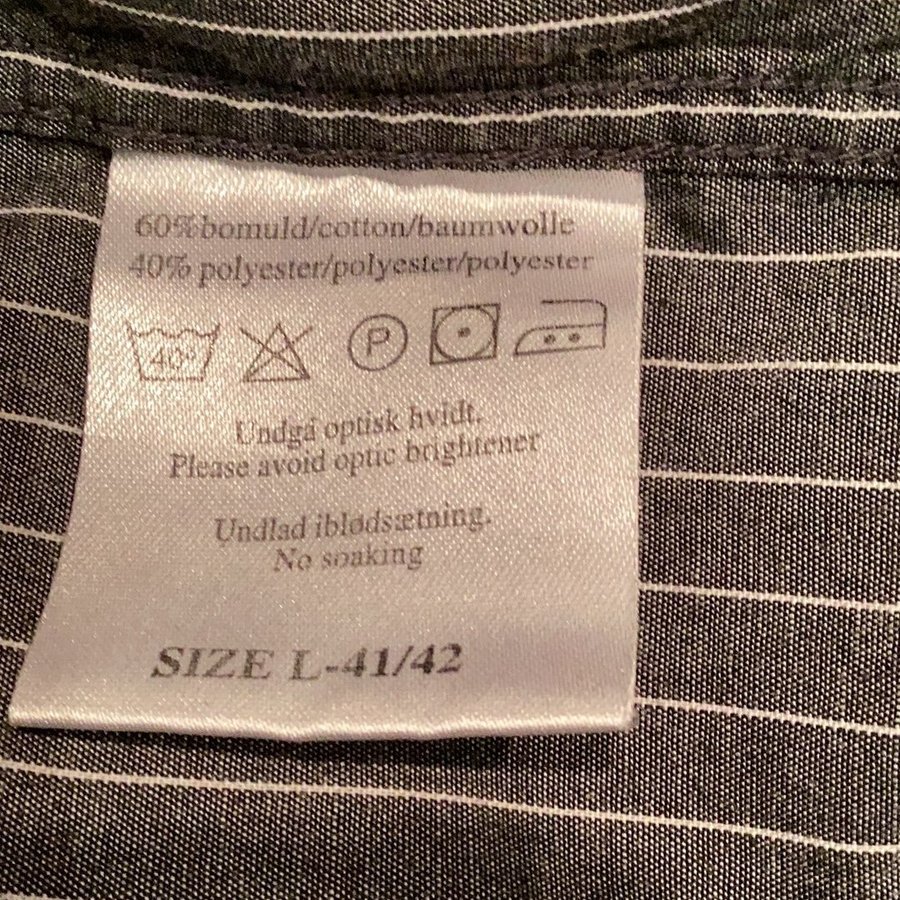 60% bomuld/cotton/baumwolle
40% polyester/polyester/polyester
40° P
Undgå optisk hvidt.
Please avoid optic brightener
Undlad iblødsætning.
No soaking
SIZE L-41/42